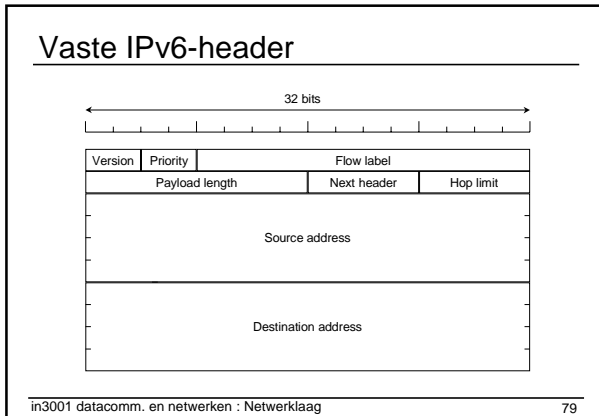 Vaste IPv6-header
32 bits
Version Priority Flow label
Payload length Next header Hop limit
Source address
Destination address
in3001 datacomm. en netwerken : Netwerklaag 79